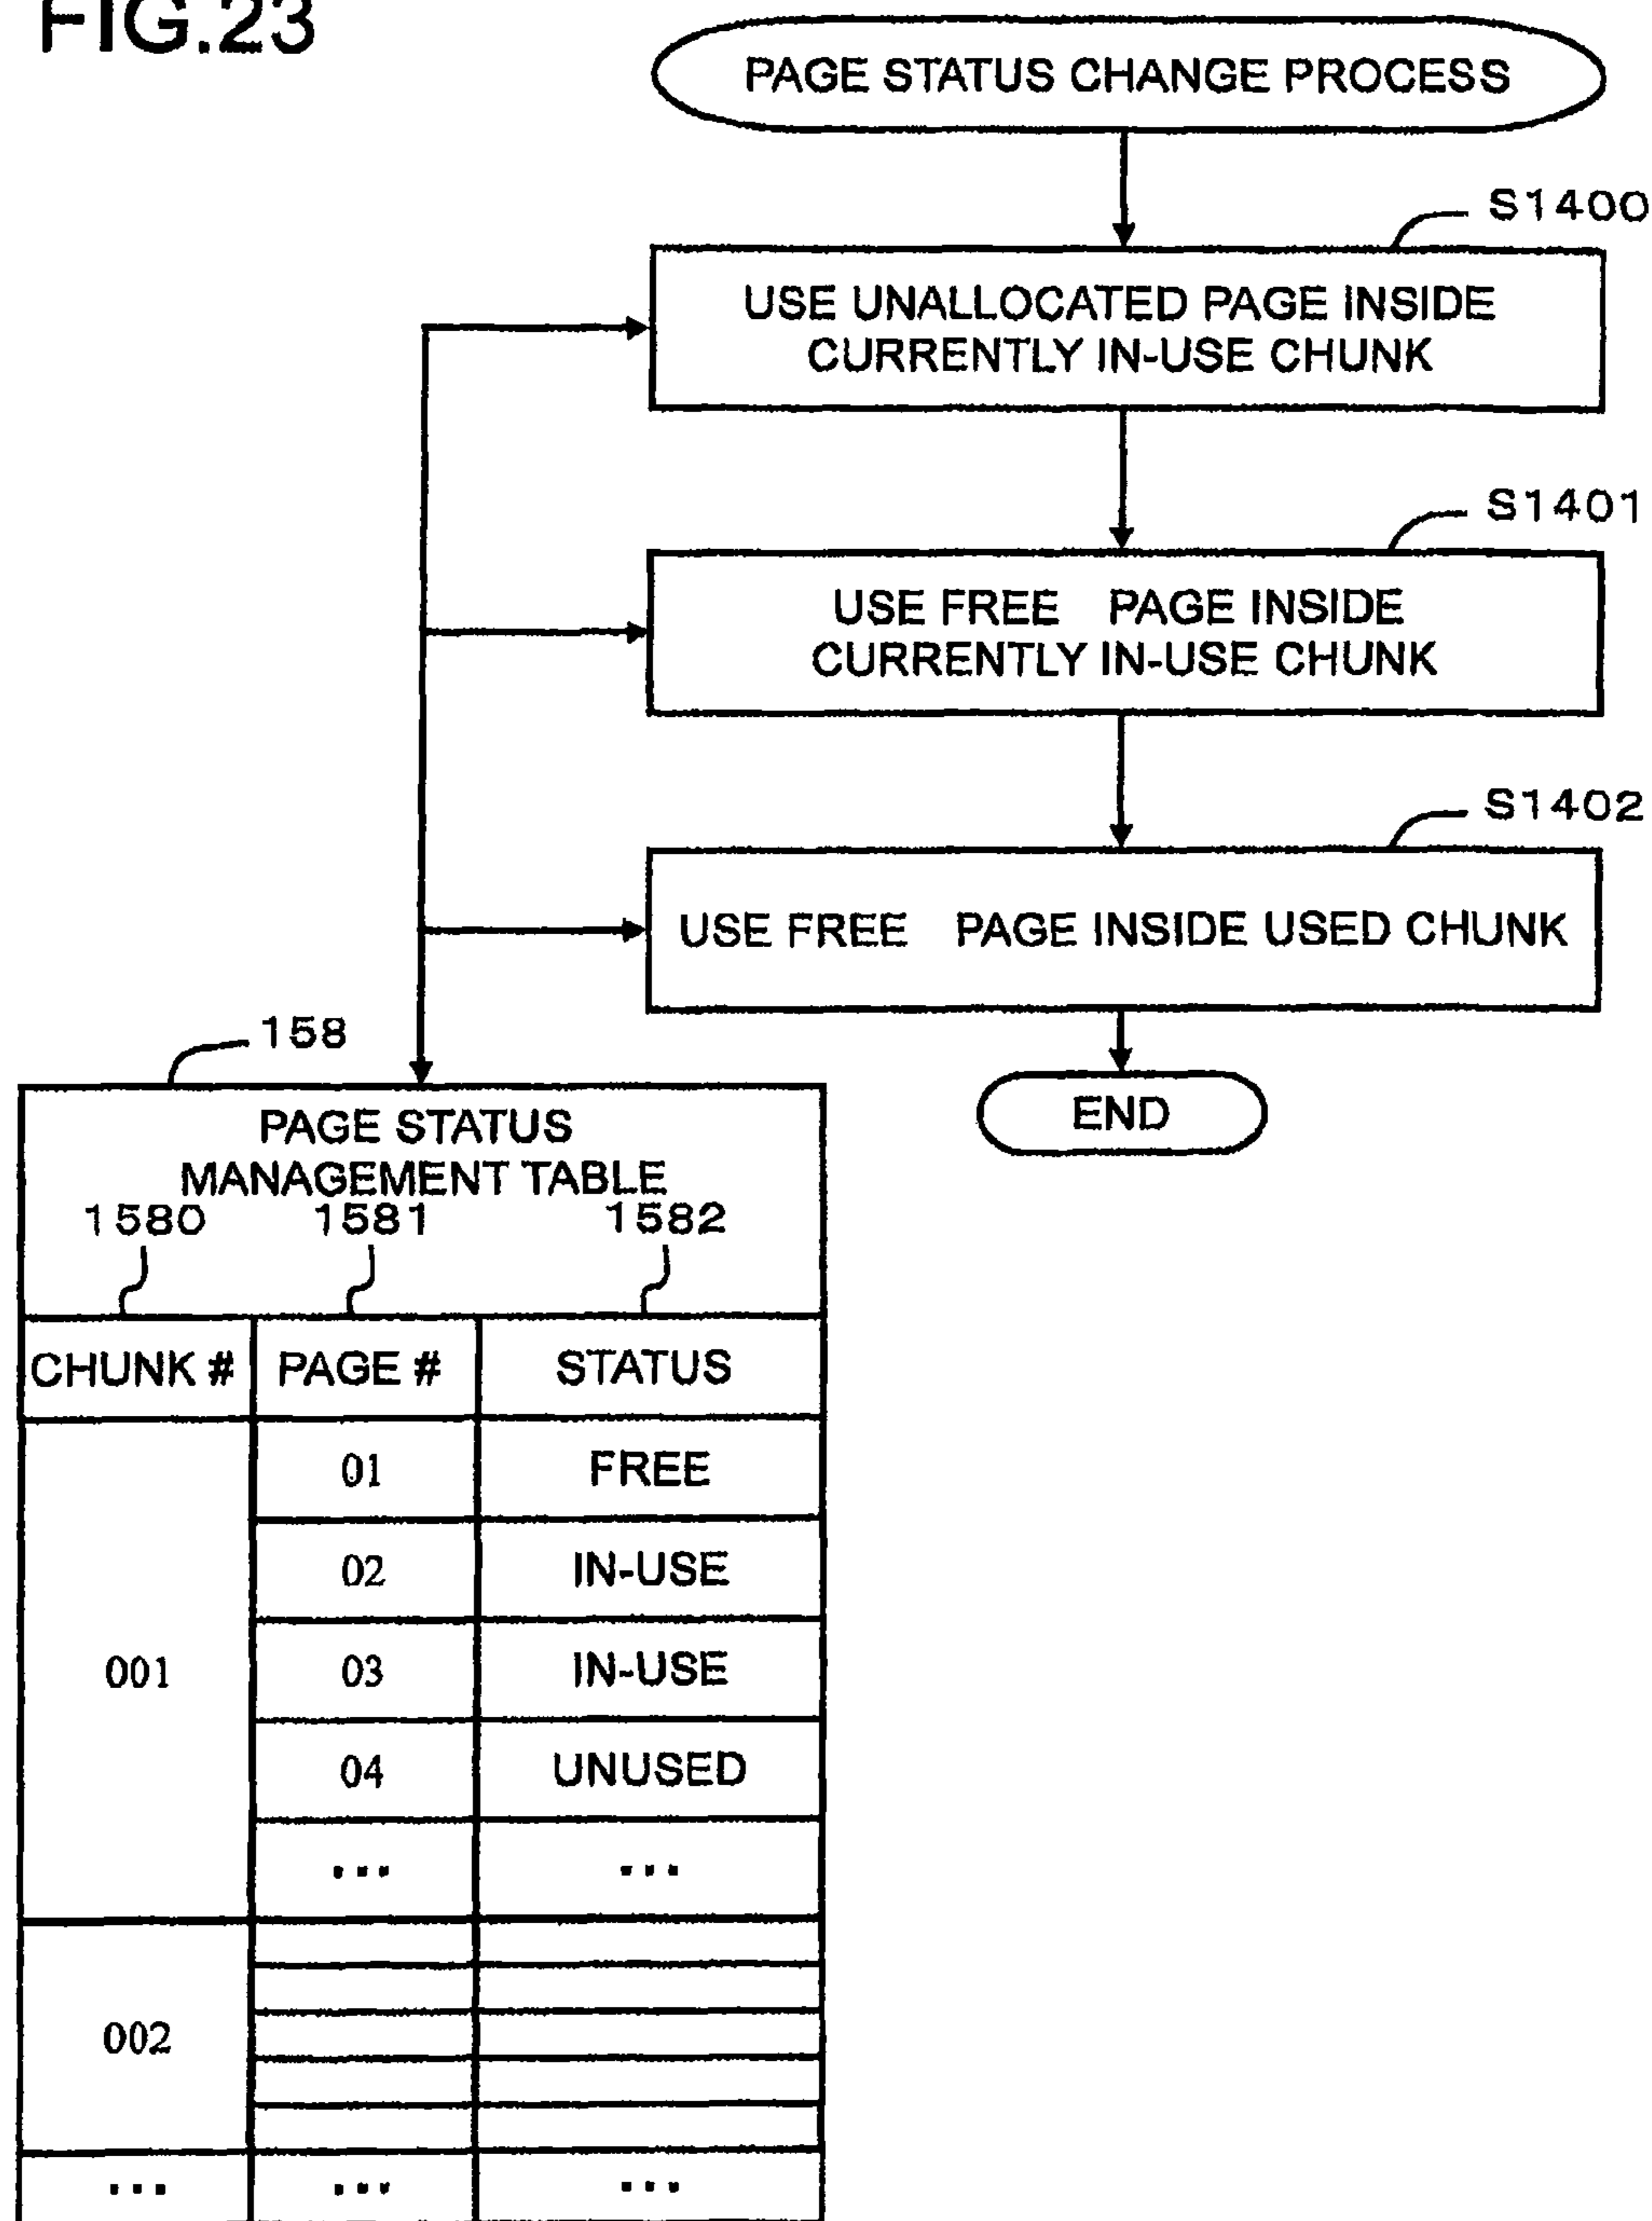 FIG.23
PAGE STATUS CHANGE PROCESS
S1400
USE UNALLOCATED PAGE INSIDE
CURRENTLY IN-USE CHUNK
S1401
USE FREE PAGE INSIDE
CURRENTLY IN-USE CHUNK
S1402
USE FREE PAGE INSIDE USED CHUNK
END
158
PAGE STATUS
MANAGEMENT TABLE
1580 1581 1582
CHUNK # PAGE # STATUS
01 FREE
02 IN-USE
001 03 IN-USE
04 UNUSED
... ...
002
... ... ...